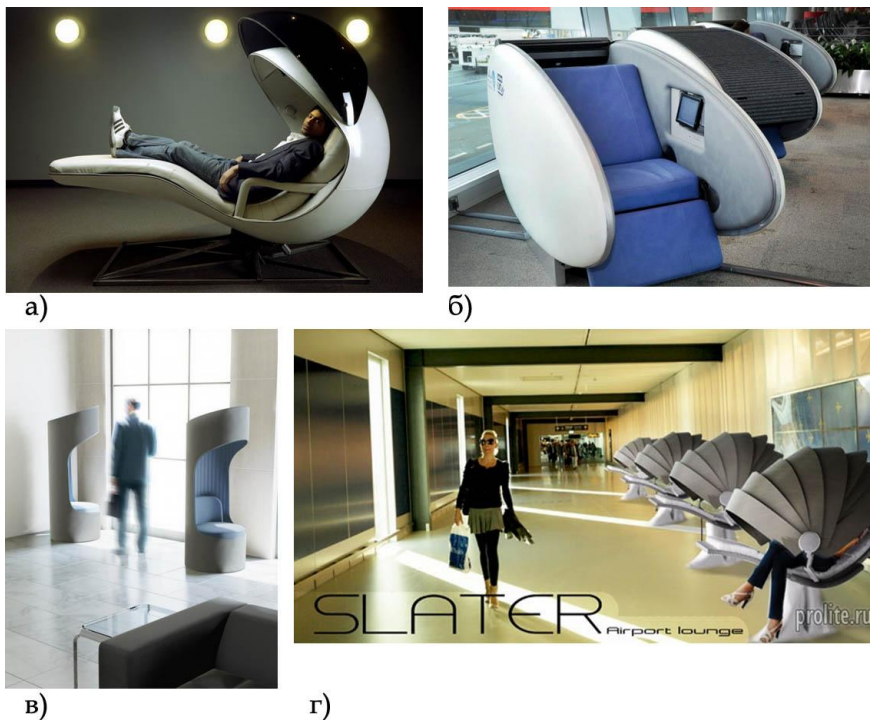 а)
б)
в)
SLATER Airport lounge
prolite.ru
г)